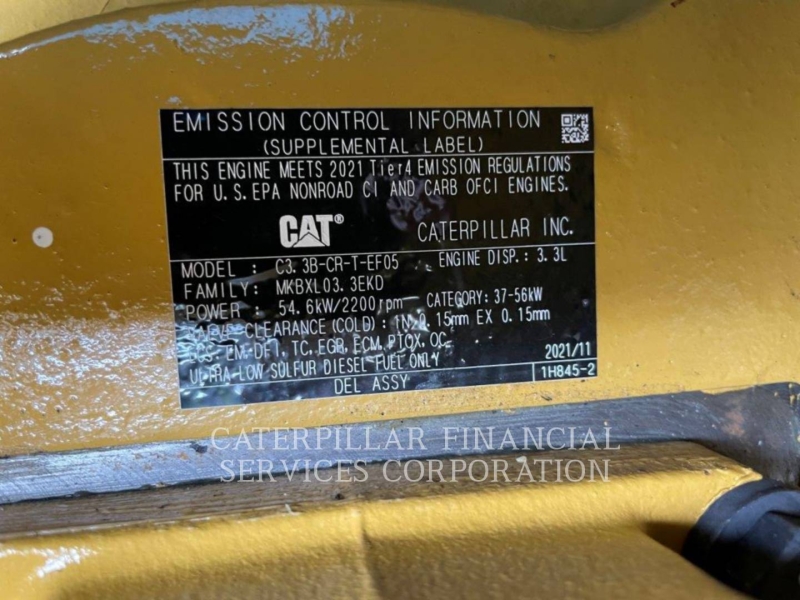 EMISSION CONTROL INFORMATION
(SUPPLEMENTAL LABEL)
THIS ENGINE MEETS 2021 Tier4 EMISSION REGULATIONS
FOR U.S. EPA NONROAD CI AND CARB OFCI ENGINES.
CAT® CATERPILLAR INC.
MODEL : C3.3B-CR-T-EF05 ENGINE DISP.: 3.3L
FAMILY: MKBXL03.3EKD
POWER : 54.6kW/2200rpm CATEGORY: 37-56kW
CLEARANCE (COLD) : IN 0.15mm EX 0.15mm
ECS: EM, DFI, TC, EGR, ECM, PTOX, OC
ULTRA-LOW SULFUR DIESEL FUEL ONLY 2021/11
DEL ASSY 1H845-2
CATERPILLAR FINANCIAL
SERVICES CORPORATION